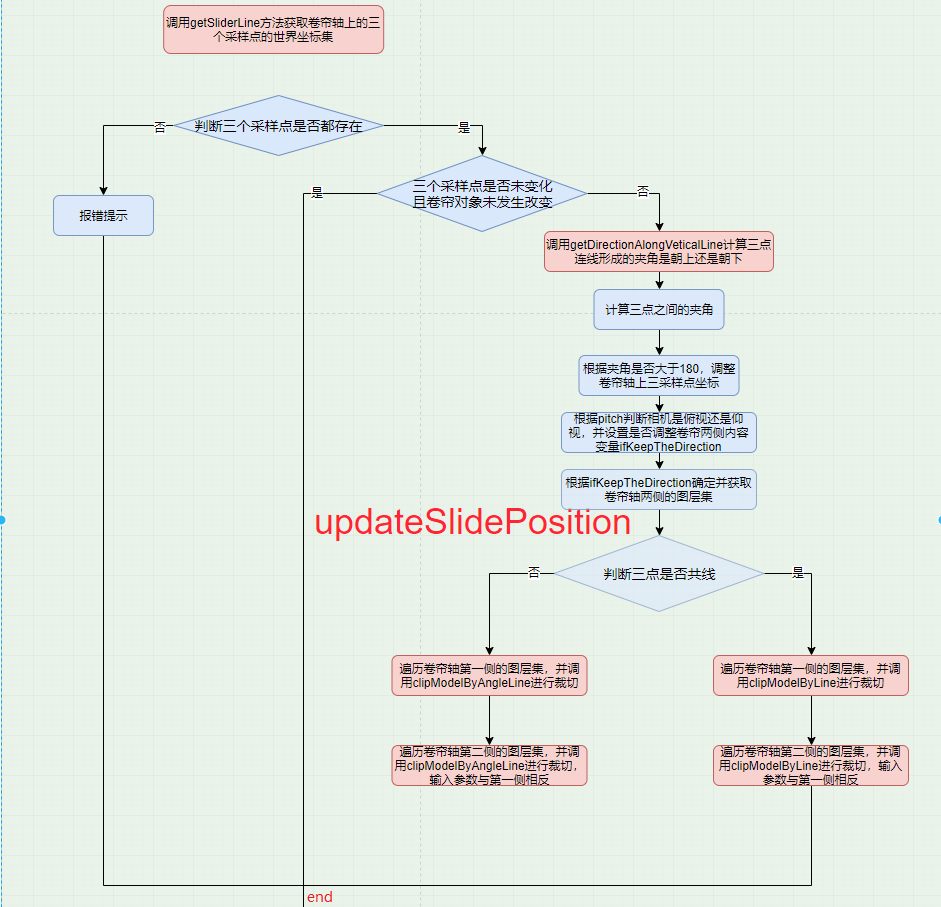 调用getSliderLine方法获取卷帘轴上的三
个采样点的世界坐标集
否
判断三个采样点是否都存在
是
是
三个采样点是否未变化
且卷帘对象未发生改变
否
报错提示
调用getDirectionAlongVeticalLine计算三点
连线形成的夹角是朝上还是朝下
计算三点之间的夹角
根据夹角是否大于180，调整
卷帘轴上三采样点坐标
根据pitch判断相机是俯视还是仰
视，并设置是否调整卷帘两侧内容
变量ifKeepTheDirection
根据ifKeepTheDirection确定并获取
卷帘轴两侧的图层集
updateSlidePosition
否
判断三点是否共线
是
遍历卷帘轴第一侧的图层集，并调
用clipModelByAngleLine进行裁切
遍历卷帘轴第一侧的图层集，并调
用clipModelByLine进行裁切
遍历卷帘轴第二侧的图层集，并调
用clipModelByAngleLine进行裁切，
输入参数与第一侧相反
遍历卷帘轴第二侧的图层集，并调
用clipModelByLine进行裁切，输入
参数与第一侧相反
end